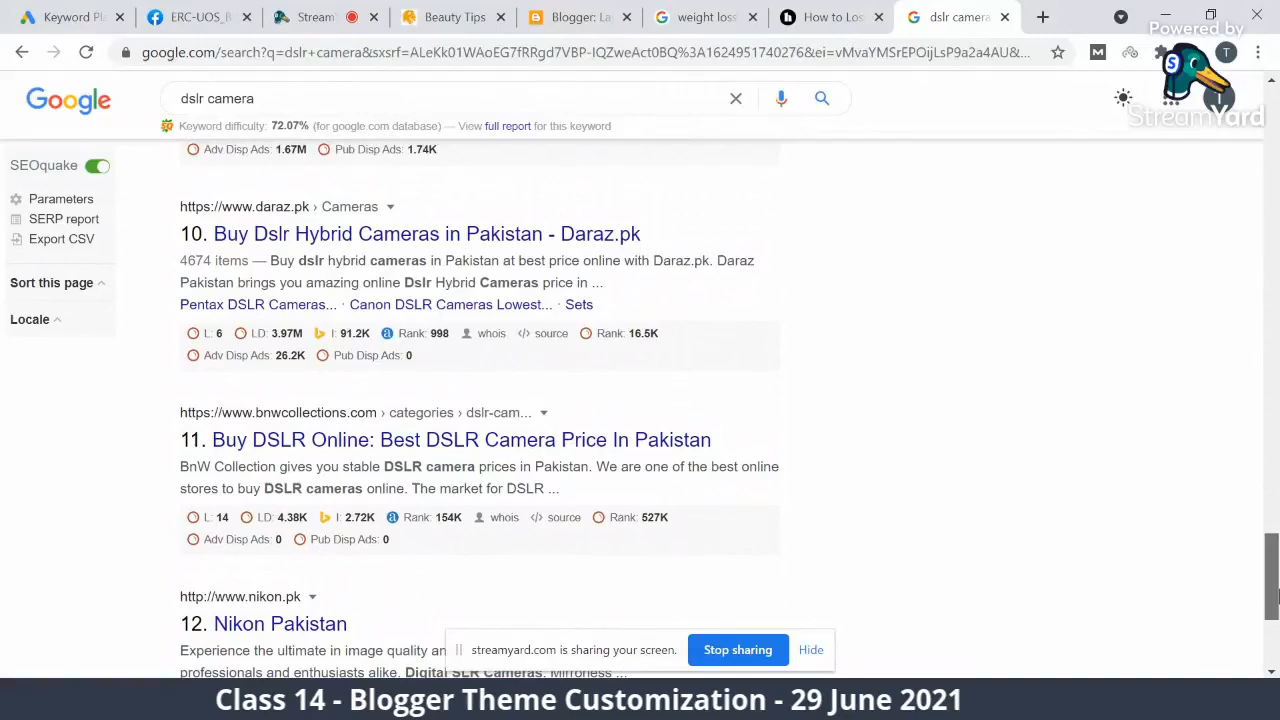 Keyword Pla
ERC-UOS_B
StreamY
Beauty Tips
Blogger: La
weight loss
How to Los
dslr camera
google.com/search?q=dslr+camera&sxsrf=ALeKk01WAoEG7fRRgd7VBP-IQZweAct0BQ%3A1624951740276&ei=vMvaYMSrEPOijLsP9a2a4AU&...
M
T
Powered by
StreamYard
Google
dslr camera
Keyword difficulty: 72.07% (for google.com database) — View full report for this keyword
SEOquake
Parameters
SERP report
Export CSV
Sort this page
Locale
Adv Disp Ads: 1.67M Pub Disp Ads: 1.74K
https://www.daraz.pk › Cameras
10. Buy Dslr Hybrid Cameras in Pakistan - Daraz.pk
4674 items — Buy dslr hybrid cameras in Pakistan at best price online with Daraz.pk. Daraz
Pakistan brings you amazing online Dslr Hybrid Cameras price in ...
Pentax DSLR Cameras... · Canon DSLR Cameras Lowest... · Sets
L: 6 LD: 3.97M I: 91.2K Rank: 998 whois </> source Rank: 16.5K
Adv Disp Ads: 26.2K Pub Disp Ads: 0
https://www.bnwcollections.com › categories › dslr-cam...
11. Buy DSLR Online: Best DSLR Camera Price In Pakistan
BnW Collection gives you stable DSLR camera prices in Pakistan. We are one of the best online
stores to buy DSLR cameras online. The market for DSLR ...
L: 14 LD: 4.38K I: 2.72K Rank: 154K whois </> source Rank: 527K
Adv Disp Ads: 0 Pub Disp Ads: 0
http://www.nikon.pk
12. Nikon Pakistan
Experience the ultimate in image quality an
professionals and enthusiasts alike. Digital SLR Cameras. Mirrorless ...
streamyard.com is sharing your screen.
Stop sharing
Hide
Class 14 - Blogger Theme Customization - 29 June 2021